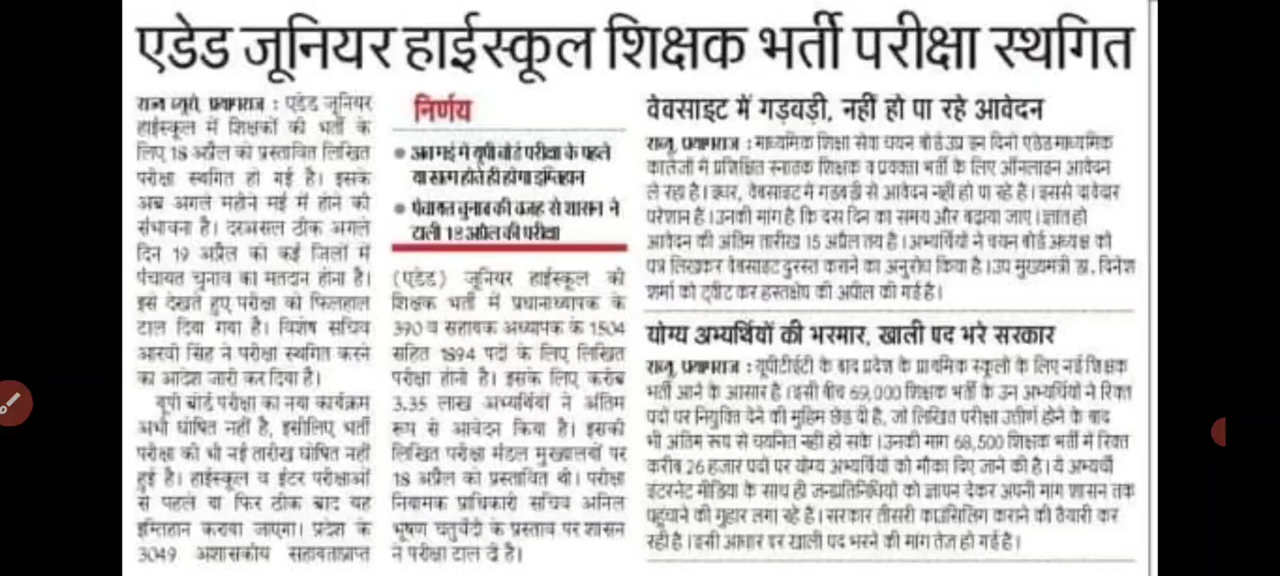 एडेड जूनियर हाईस्कूल शिक्षक भर्ती परीक्षा स्थगित
राज्य ब्यूरो, प्रयागराज : एडेड जूनियर
हाईस्कूल में शिक्षकों की भर्ती के
लिए 18 अप्रैल को प्रस्तावित लिखित
परीक्षा स्थगित हो गई है। इसके
अब अगले महीने मई में होने की
संभावना है। दरअसल ठीक अगले
दिन 19 अप्रैल को कई जिलों में
पंचायत चुनाव का मतदान होना है।
इसे देखते हुए परीक्षा को फिलहाल
टाल दिया गया है। विशेष सचिव
आरवी सिंह ने परीक्षा स्थगित करने
का आदेश जारी कर दिया है।
यूपी बोर्ड परीक्षा का नया कार्यक्रम
अभी घोषित नहीं है, इसीलिए भर्ती
परीक्षा की भी नई तारीख घोषित नहीं
हुई है। हाईस्कूल व इंटर परीक्षाओं
से पहले या फिर ठीक बाद यह
इम्तिहान कराया जाएगा। प्रदेश के
3049 अशासकीय सहायताप्राप्त
निर्णय
● अब मई में यूपी बोर्ड परीक्षा के पहले
या खत्म होते ही होगा इम्तिहान
● पंचायत चुनाव की वजह से शासन ने
टाली 18 अप्रैल की परीक्षा
(एडेड) जूनियर हाईस्कूल की
शिक्षक भर्ती में प्रधानाध्यापक के
390 व सहायक अध्यापक के 1504
सहित 1894 पदों के लिए लिखित
परीक्षा होनी है। इसके लिए करीब
3.35 लाख अभ्यर्थियों ने अंतिम
रूप से आवेदन किया है। इसकी
लिखित परीक्षा मंडल मुख्यालयों पर
18 अप्रैल को प्रस्तावित थी। परीक्षा
नियामक प्राधिकारी सचिव अनिल
भूषण चतुर्वेदी के प्रस्ताव पर शासन
ने परीक्षा टाल दी है।
वेबसाइट में गड़बड़ी, नहीं हो पा रहे आवेदन
राब्यू, प्रयागराज : माध्यमिक शिक्षा सेवा चयन बोर्ड उप्र इन दिनों एडेड माध्यमिक
कालेजों में प्रशिक्षित स्नातक शिक्षक व प्रवक्ता भर्ती के लिए ऑनलाइन आवेदन
ले रहा है। इधर, वेबसाइट में गड़बड़ी से आवेदन नहीं हो पा रहे है। इससे दावेदार
परेशान है। उनकी मांग है कि दस दिन का समय और बढ़ाया जाए। ज्ञात हो
आवेदन की अंतिम तारीख 15 अप्रैल तय है। अभ्यर्थियों ने चयन बोर्ड अध्यक्ष को
पत्र लिखकर वेबसाइट दुरस्त कराने का अनुरोध किया है। उप मुख्यमंत्री डा. दिनेश
शर्मा को ट्वीट कर हस्तक्षेप की अपील की गई है।
योग्य अभ्यर्थियों की भरमार, खाली पद भरे सरकार
राब्यू, प्रयागराज : यूपीटीईटी के बाद प्रदेश के प्राथमिक स्कूलों के लिए नई शिक्षक
भर्ती आने के आसार है। इसी बीच 69,000 शिक्षक भर्ती के उन अभ्यर्थियों ने रिक्त
पदों पर नियुक्ति देने की मुहिम छेड़ दी है, जो लिखित परीक्षा उत्तीर्ण होने के बाद
भी अंतिम रूप से चयनित नहीं हो सके। उनकी मांग 68,500 शिक्षक भर्ती में रिक्त
करीब 26 हजार पदों पर योग्य अभ्यर्थियों को मौका दिए जाने की है। ये अभ्यर्थी
इंटरनेट मीडिया के साथ ही जनप्रतिनिधियों को ज्ञापन देकर अपनी मांग शासन तक
पहुंचाने की गुहार लगा रहे है। सरकार तीसरी काउंसिलिंग कराने की तैयारी कर
रही है। इसी आधार पर खाली पद भरने की मांग तेज हो गई है।